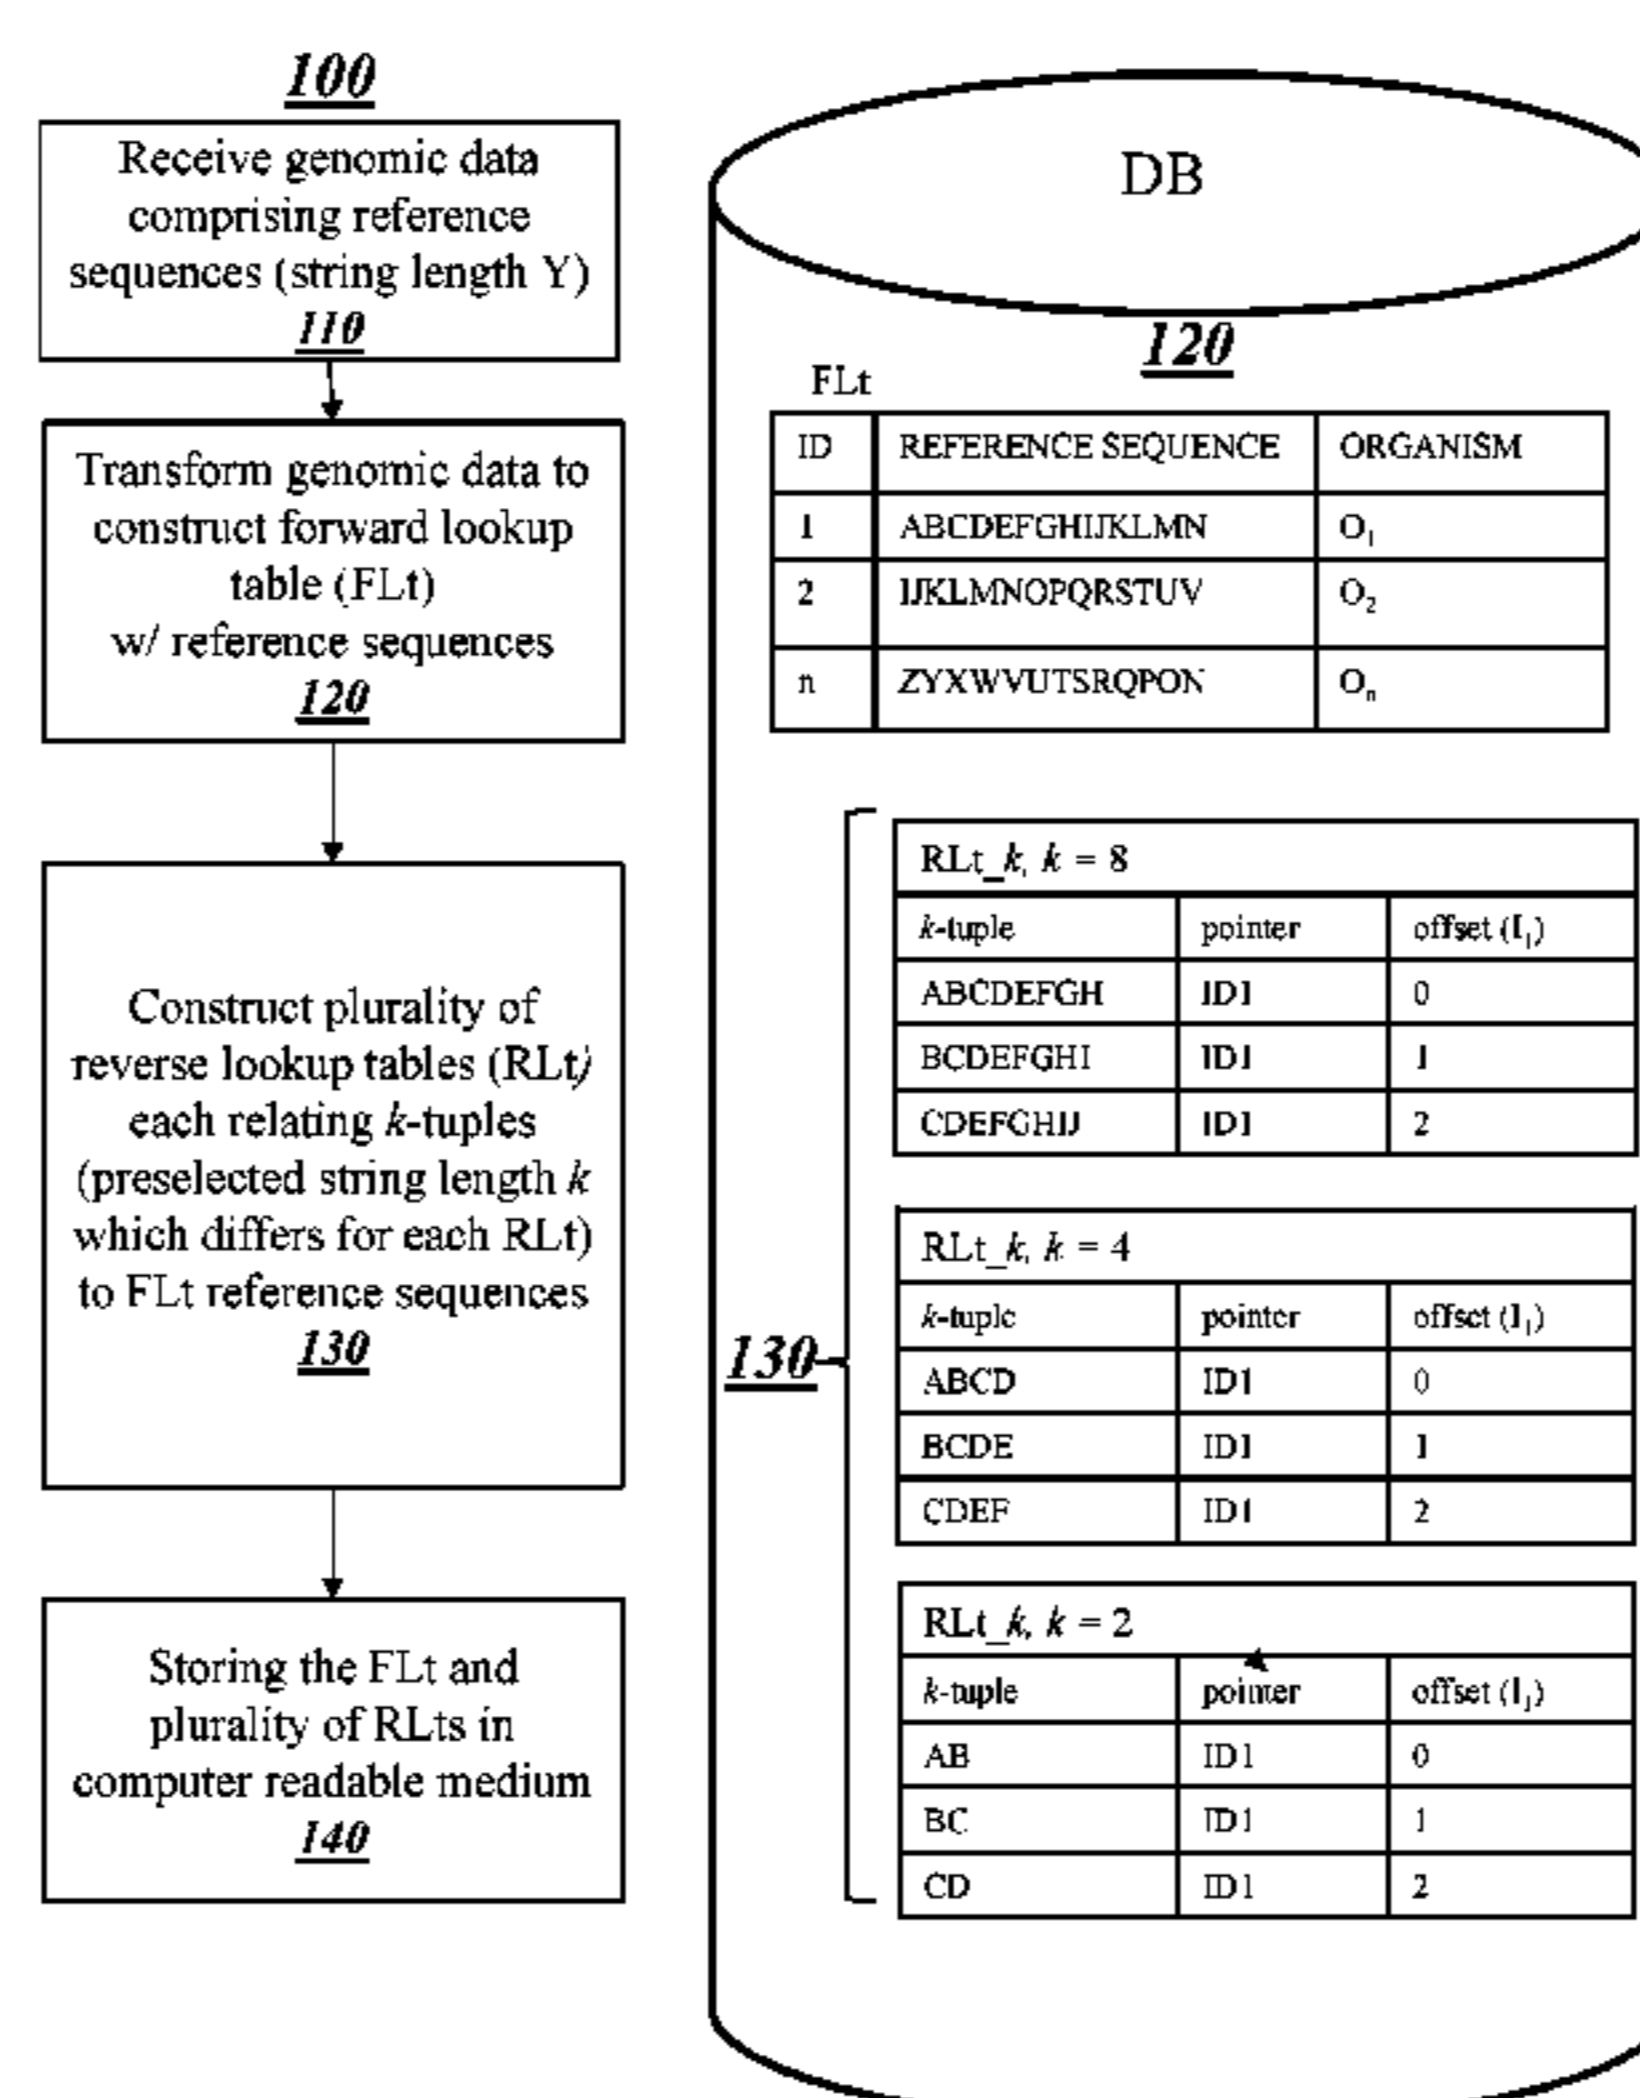 100
Receive genomic data
comprising reference
sequences (string length Y)
110
Transform genomic data to
construct forward lookup
table (FLt)
w/ reference sequences
120
Construct plurality of
reverse lookup tables (RLt)
each relating k-tuples
(preselected string length k
which differs for each RLt)
to FLt reference sequences
130
Storing the FLt and
plurality of RLts in
computer readable medium
140
DB
120
FLt
ID REFERENCE SEQUENCE ORGANISM
1 ABCDEFGHIJKLMN O₁
2 IJKLMNOPQRSTUV O₂
n ZYXWVUTSRQPON Oₙ
130
RLt_k, k = 8
k-tuple pointer offset (I₁)
ABCDEFGH ID1 0
BCDEFGHI ID1 1
CDEFGHIJ ID1 2
RLt_k, k = 4
k-tuple pointer offset (I₁)
ABCD ID1 0
BCDE ID1 1
CDEF ID1 2
RLt_k, k = 2
k-tuple pointer offset (I₁)
AB ID1 0
BC ID1 1
CD ID1 2